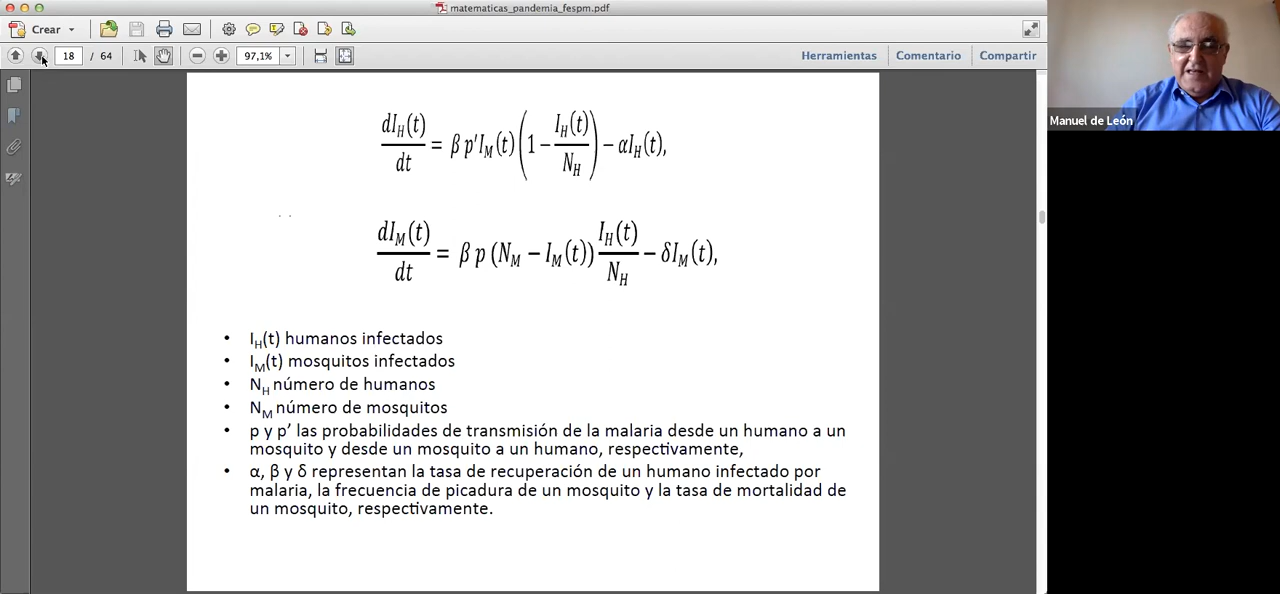 matematicas_pandemia_fespm.pdf
Crear
18 / 64
97,1%
Herramientas
Comentario
Compartir
dI_H(t)/dt = β p′I_M(t) (1 − I_H(t)/N_H) − αI_H(t),
dI_M(t)/dt = β p (N_M − I_M(t)) I_H(t)/N_H − δI_M(t),
• I_H(t) humanos infectados
• I_M(t) mosquitos infectados
• N_H número de humanos
• N_M número de mosquitos
• p y p’ las probabilidades de transmisión de la malaria desde un humano a un
mosquito y desde un mosquito a un humano, respectivamente,
• α, β y δ representan la tasa de recuperación de un humano infectado por
malaria, la frecuencia de picadura de un mosquito y la tasa de mortalidad de
un mosquito, respectivamente.
Manuel de León